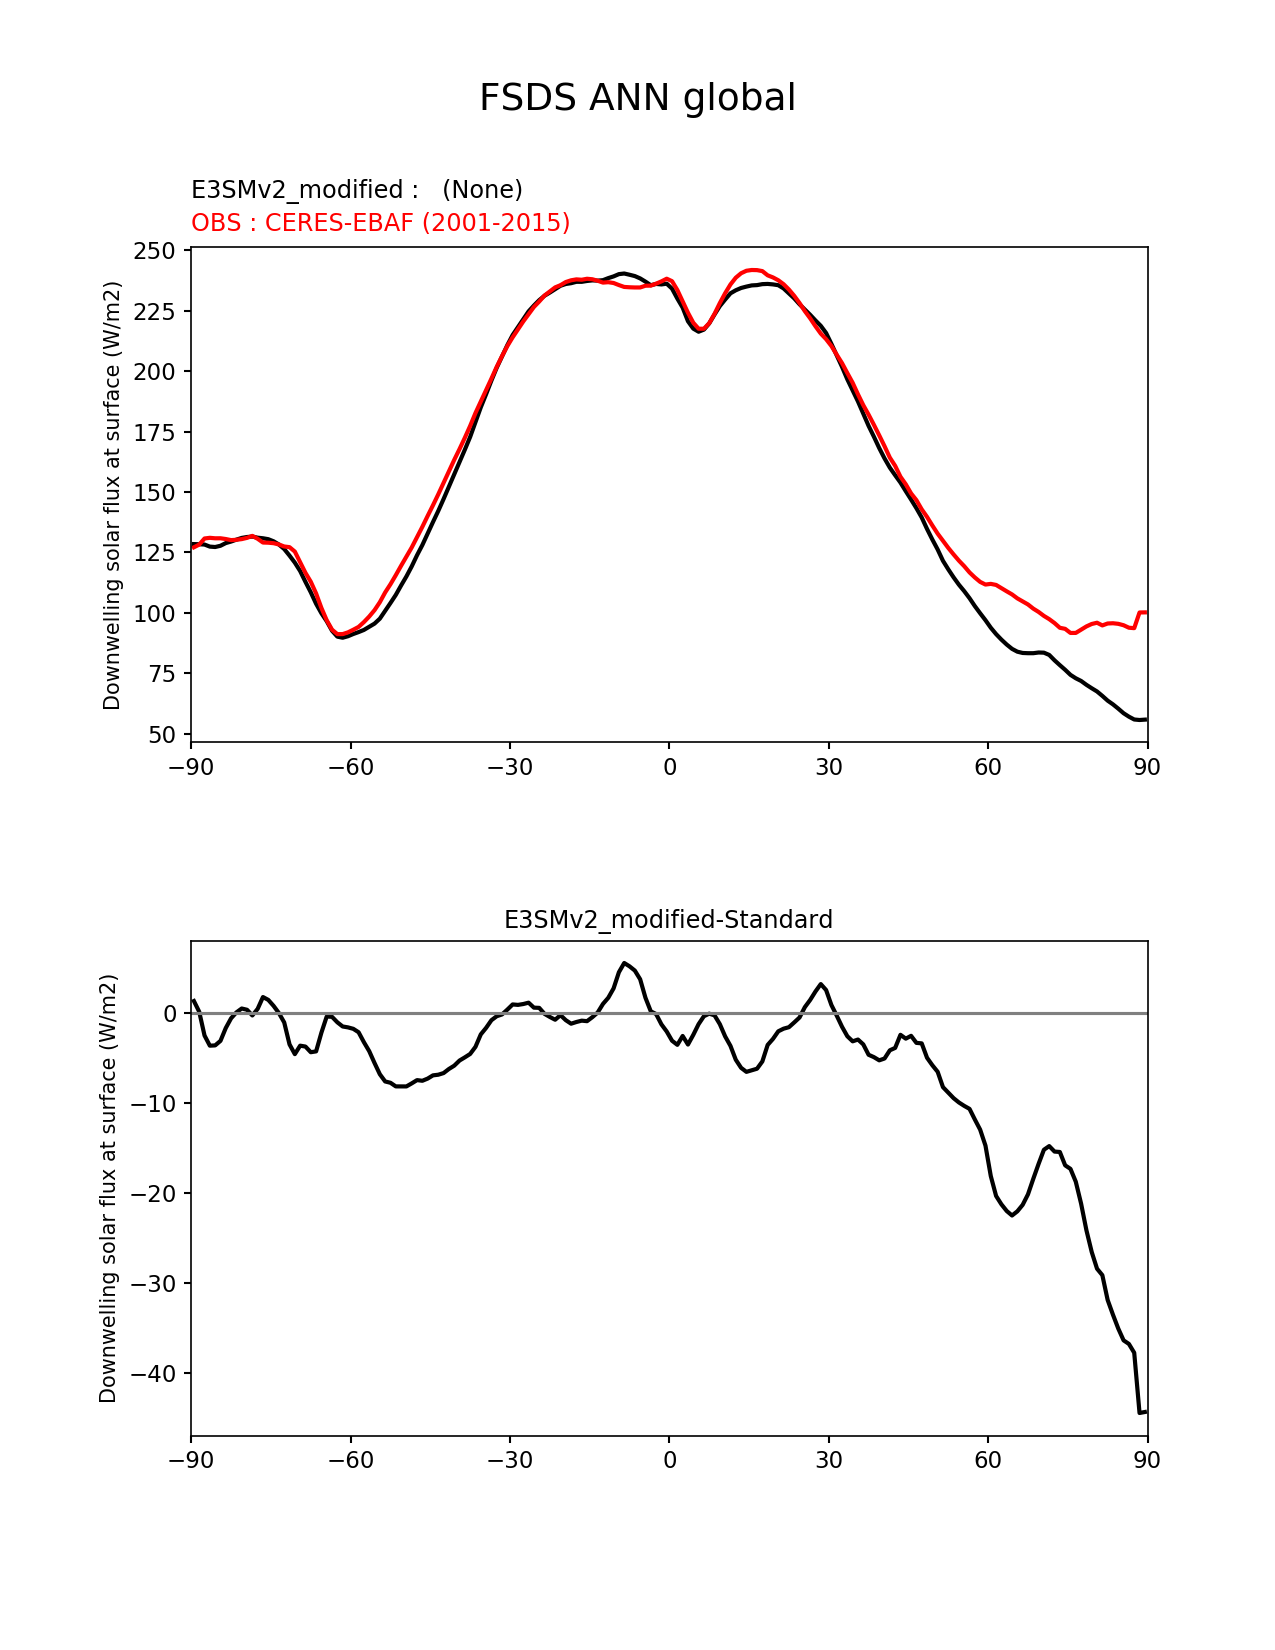 FSDS ANN global
E3SMv2_modified :   (None)
OBS : CERES-EBAF (2001-2015)
Downwelling solar flux at surface (W/m2)
250
225
200
175
150
125
100
75
50
−90 −60 −30 0 30 60 90
E3SMv2_modified-Standard
Downwelling solar flux at surface (W/m2)
0
−10
−20
−30
−40
−90 −60 −30 0 30 60 90